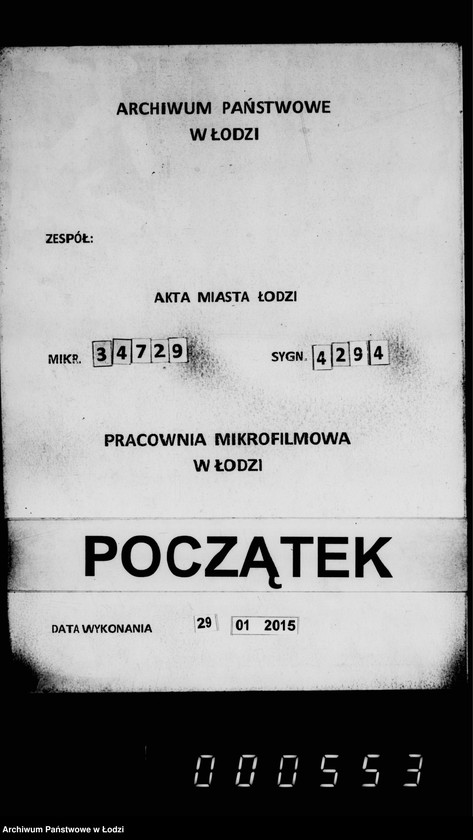 ARCHIWUM PAŃSTWOWE
W ŁODZI
ZESPÓŁ:
AKTA MIASTA ŁODZI
MIKR. 34729 SYGN. 4294
PRACOWNIA MIKROFILMOWA
W ŁODZI
POCZĄTEK
DATA WYKONANIA 29 01 2015
000553
Archiwum Państwowe w Łodzi